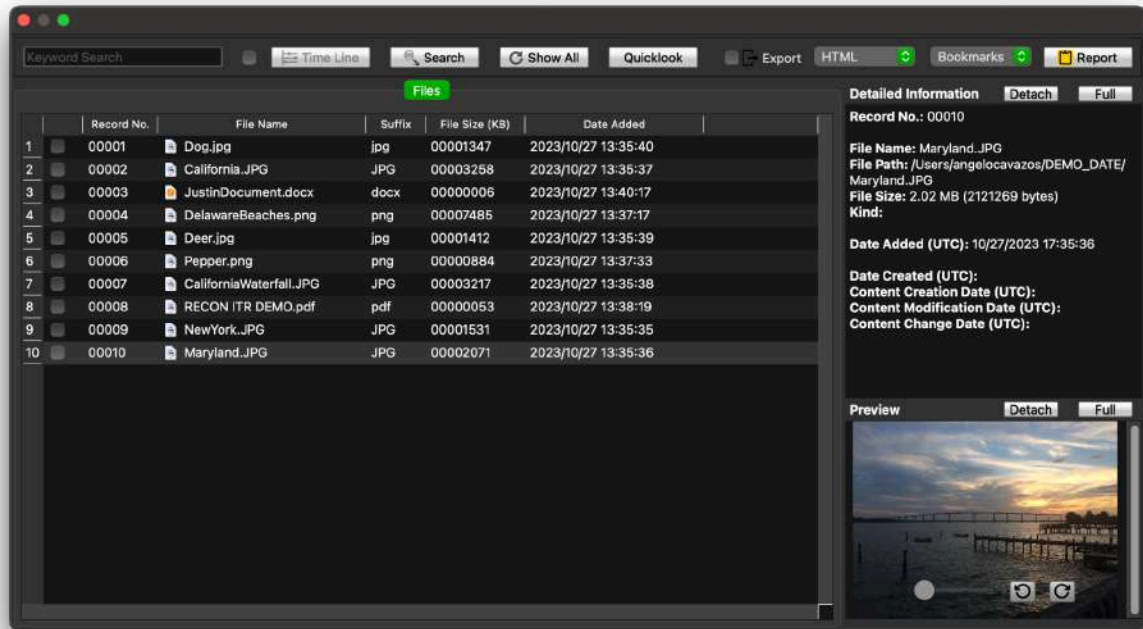 Keyword Search Time Line Search Show All Quicklook Export HTML Bookmarks Report
Files
Record No. File Name Suffix File Size (KB) Date Added
1 00001 Dog.jpg jpg 00001347 2023/10/27 13:35:40
2 00002 California.JPG JPG 00003258 2023/10/27 13:35:37
3 00003 JustinDocument.docx docx 00000006 2023/10/27 13:40:17
4 00004 DelawareBeaches.png png 00007485 2023/10/27 13:37:17
5 00005 Deer.jpg jpg 00001412 2023/10/27 13:35:39
6 00006 Pepper.png png 00000884 2023/10/27 13:37:33
7 00007 CaliforniaWaterfall.JPG JPG 00003217 2023/10/27 13:35:38
8 00008 RECON ITR DEMO.pdf pdf 00000053 2023/10/27 13:38:19
9 00009 NewYork.JPG JPG 00001531 2023/10/27 13:35:35
10 00010 Maryland.JPG JPG 00002071 2023/10/27 13:35:36
Detailed Information Detach Full
Record No.: 00010
File Name: Maryland.JPG
File Path: /Users/angelocavazos/DEMO_DATE/
Maryland.JPG
File Size: 2.02 MB (2121269 bytes)
Kind:
Date Added (UTC): 10/27/2023 17:35:36
Date Created (UTC):
Content Creation Date (UTC):
Content Modification Date (UTC):
Content Change Date (UTC):
Preview Detach Full